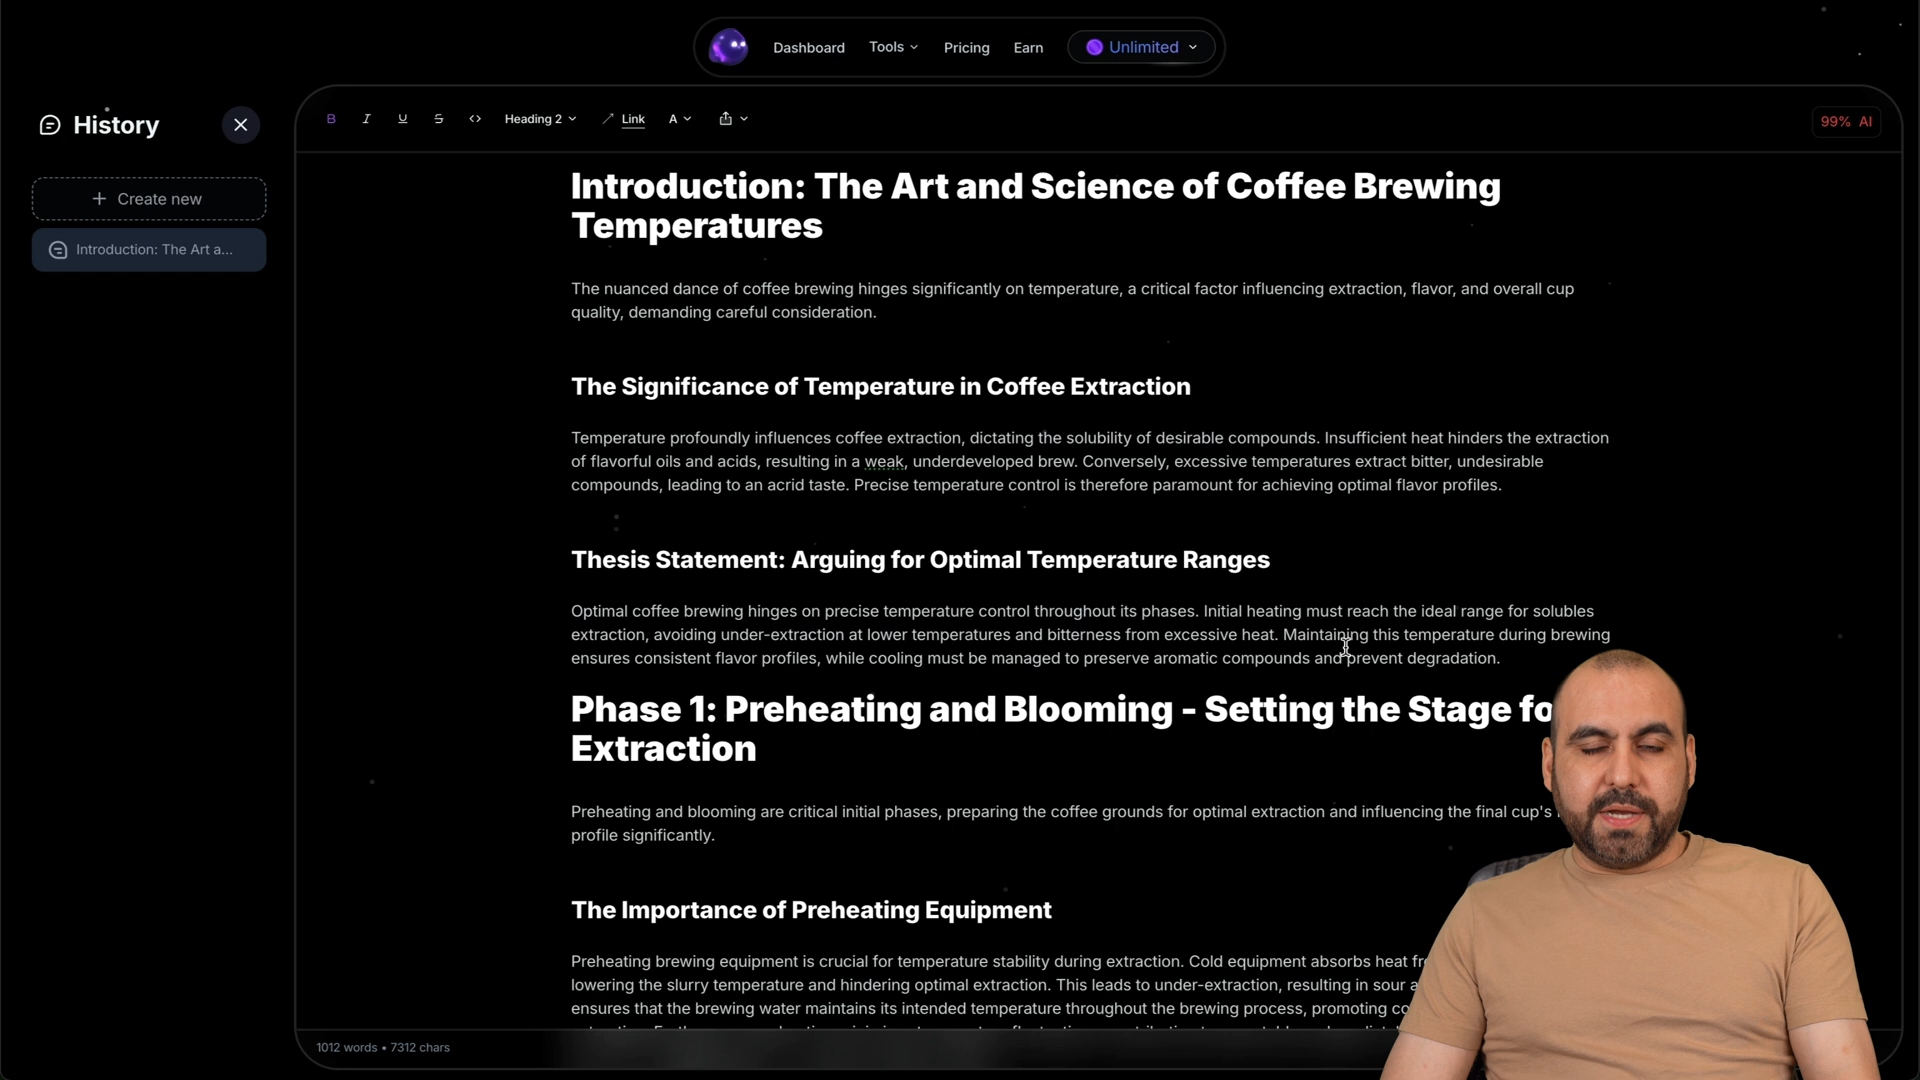 Dashboard Tools Pricing Earn Unlimited
History
Create new
Introduction: The Art a...
B I U S <> Heading 2 Link A
99% AI
Introduction: The Art and Science of Coffee Brewing
Temperatures
The nuanced dance of coffee brewing hinges significantly on temperature, a critical factor influencing extraction, flavor, and overall cup
quality, demanding careful consideration.
The Significance of Temperature in Coffee Extraction
Temperature profoundly influences coffee extraction, dictating the solubility of desirable compounds. Insufficient heat hinders the extraction
of flavorful oils and acids, resulting in a weak, underdeveloped brew. Conversely, excessive temperatures extract bitter, undesirable
compounds, leading to an acrid taste. Precise temperature control is therefore paramount for achieving optimal flavor profiles.
Thesis Statement: Arguing for Optimal Temperature Ranges
Optimal coffee brewing hinges on precise temperature control throughout its phases. Initial heating must reach the ideal range for solubles
extraction, avoiding under-extraction at lower temperatures and bitterness from excessive heat. Maintaining this temperature during brewing
ensures consistent flavor profiles, while cooling must be managed to preserve aromatic compounds and prevent degradation.
Phase 1: Preheating and Blooming - Setting the Stage
Extraction
Preheating and blooming are critical initial phases, preparing the coffee grounds for optimal extraction and influencing the final cup's
profile significantly.
The Importance of Preheating Equipment
Preheating brewing equipment is crucial for temperature stability during extraction. Cold equipment absorbs heat
lowering the slurry temperature and hindering optimal extraction. This leads to under-extraction, resulting in sour
ensures that the brewing water maintains its intended temperature throughout the brewing process, promoting
1012 words • 7312 chars